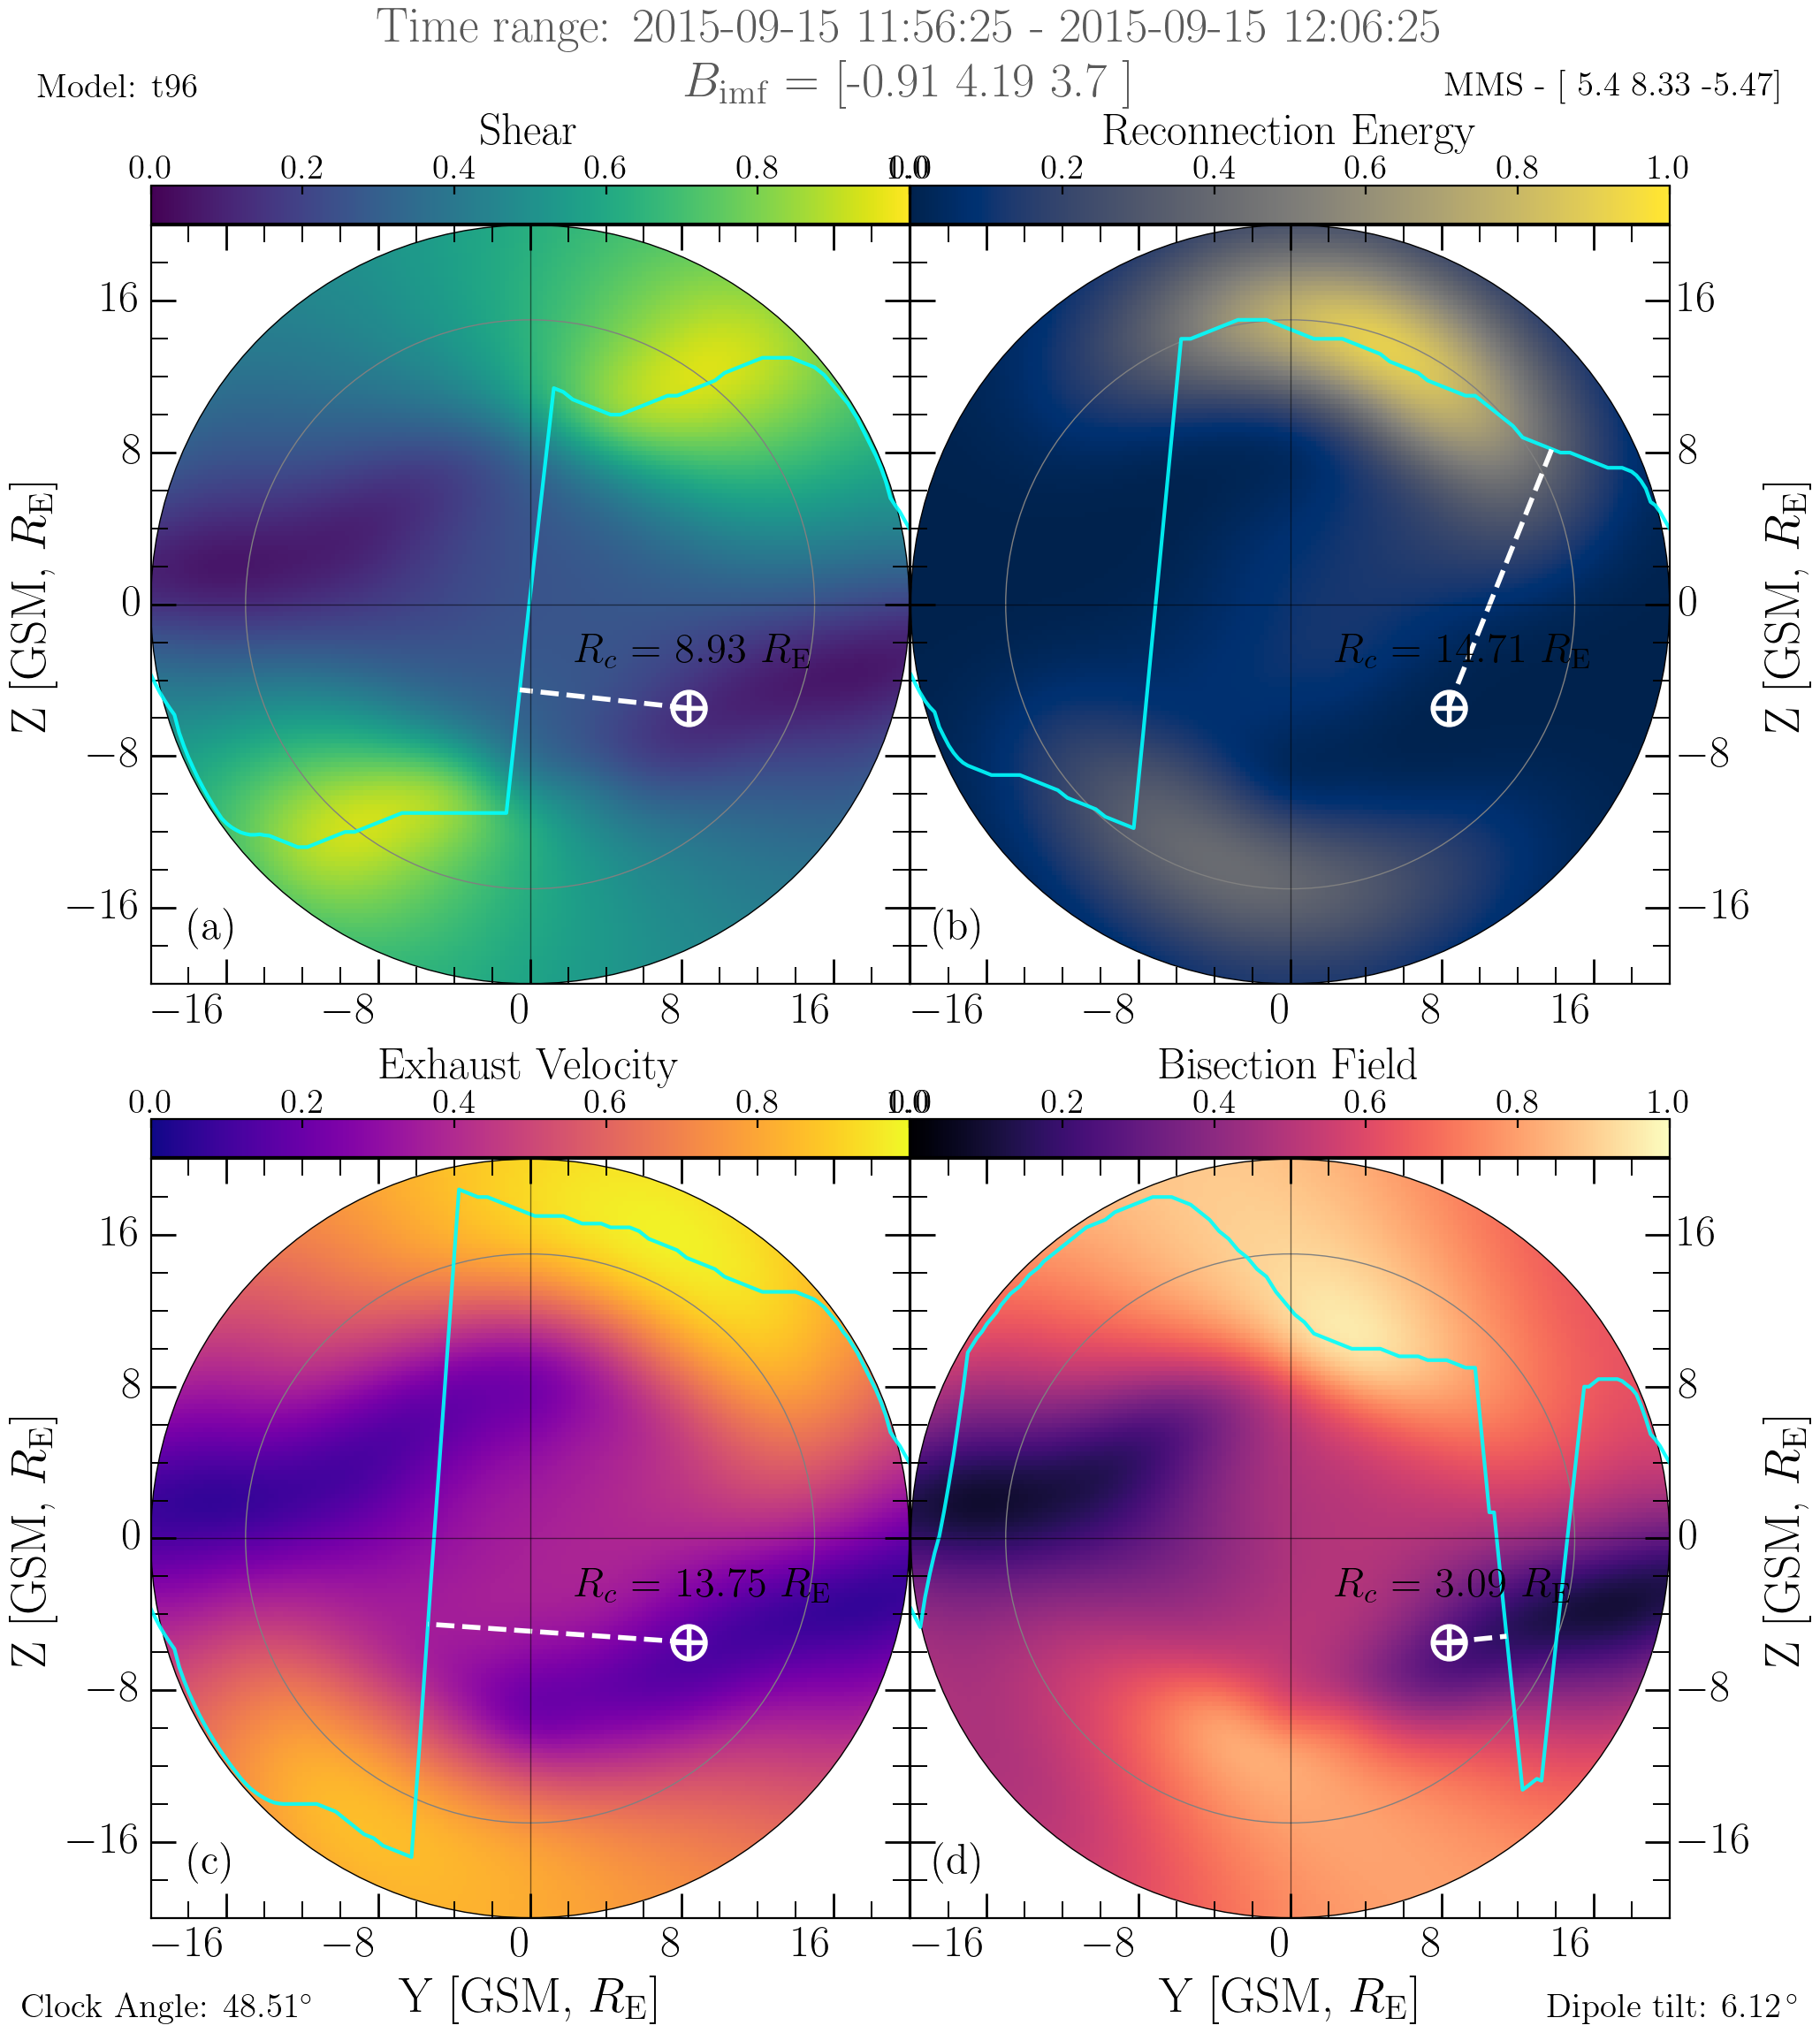 Time range: 2015-09-15 11:56:25 - 2015-09-15 12:06:25
Model: t96
B_imf = [-0.91 4.19 3.7 ]
MMS - [ 5.4 8.33 -5.47]
Shear
Reconnection Energy
0.0 0.2 0.4 0.6 0.8 1.0
0.0 0.2 0.4 0.6 0.8 1.0
16
8
0
−8
−16
Z [GSM, R_E]
R_c = 8.93 R_E
(a)
−16 −8 0 8 16
R_c = 14.71 R_E
(b)
16
8
0
−8
−16
Z [GSM, R_E]
−16 −8 0 8 16
Exhaust Velocity
Bisection Field
0.0 0.2 0.4 0.6 0.8 1.0
0.0 0.2 0.4 0.6 0.8 1.0
16
8
0
−8
−16
Z [GSM, R_E]
R_c = 13.75 R_E
(c)
−16 −8 0 8 16
Y [GSM, R_E]
R_c = 3.09 R_E
(d)
16
8
0
−8
−16
Z [GSM, R_E]
−16 −8 0 8 16
Y [GSM, R_E]
Clock Angle: 48.51°
Dipole tilt: 6.12°